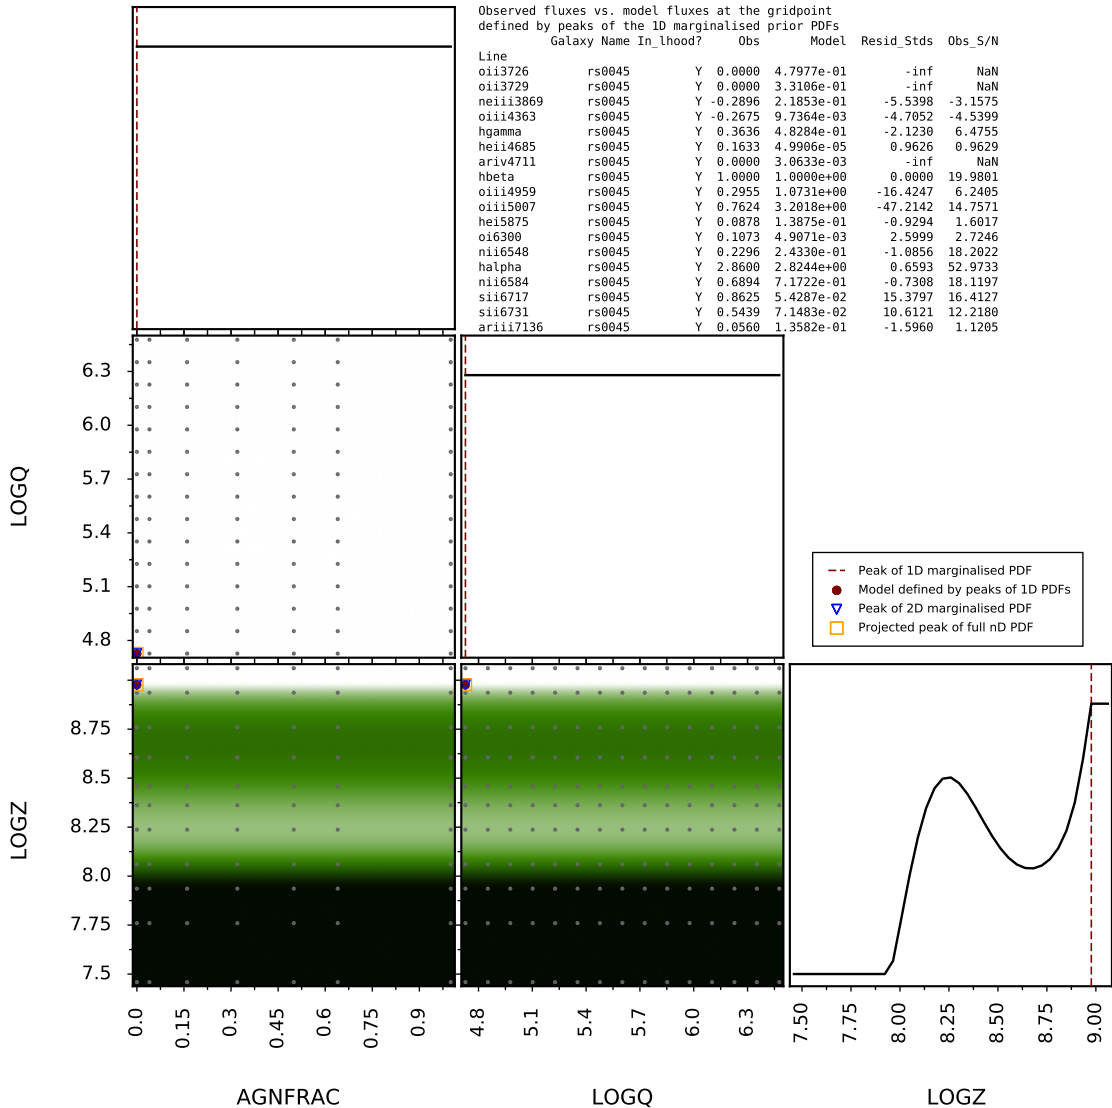 Observed fluxes vs. model fluxes at the gridpoint
defined by peaks of the 1D marginalised prior PDFs
Galaxy Name In_lhood? Obs Model Resid_Stds Obs_S/N
Line
oii3726 rs0045 Y 0.0000 4.7977e-01 -inf NaN
oii3729 rs0045 Y 0.0000 3.3106e-01 -inf NaN
neiii3869 rs0045 Y -0.2896 2.1853e-01 -5.5398 -3.1575
oiii4363 rs0045 Y -0.2675 9.7364e-03 -4.7052 -4.5399
hgamma rs0045 Y 0.3636 4.8284e-01 -2.1230 6.4755
heii4685 rs0045 Y 0.1633 4.9906e-05 0.9626 0.9629
ariv4711 rs0045 Y 0.0000 3.0633e-03 -inf NaN
hbeta rs0045 Y 1.0000 1.0000e+00 0.0000 19.9801
oiii4959 rs0045 Y 0.2955 1.0731e+00 -16.4247 6.2405
oiii5007 rs0045 Y 0.7624 3.2018e+00 -47.2142 14.7571
hei5875 rs0045 Y 0.0878 1.3875e-01 -0.9294 1.6017
oi6300 rs0045 Y 0.1073 4.9071e-03 2.5999 2.7246
nii6548 rs0045 Y 0.2296 2.4330e-01 -1.0856 18.2022
halpha rs0045 Y 2.8600 2.8244e+00 0.6593 52.9733
nii6584 rs0045 Y 0.6894 7.1722e-01 -0.7308 18.1197
sii6717 rs0045 Y 0.8625 5.4287e-02 15.3797 16.4127
sii6731 rs0045 Y 0.5439 7.1483e-02 10.6121 12.2180
ariii7136 rs0045 Y 0.0560 1.3582e-01 -1.5960 1.1205
LOGQ
6.3
6.0
5.7
5.4
5.1
4.8
Peak of 1D marginalised PDF
Model defined by peaks of 1D PDFs
Peak of 2D marginalised PDF
Projected peak of full nD PDF
LOGZ
8.75
8.5
8.25
8.0
7.75
7.5
0.0 0.15 0.3 0.45 0.6 0.75 0.9
4.8 5.1 5.4 5.7 6.0 6.3
7.50 7.75 8.00 8.25 8.50 8.75 9.00
AGNFRAC LOGQ LOGZ